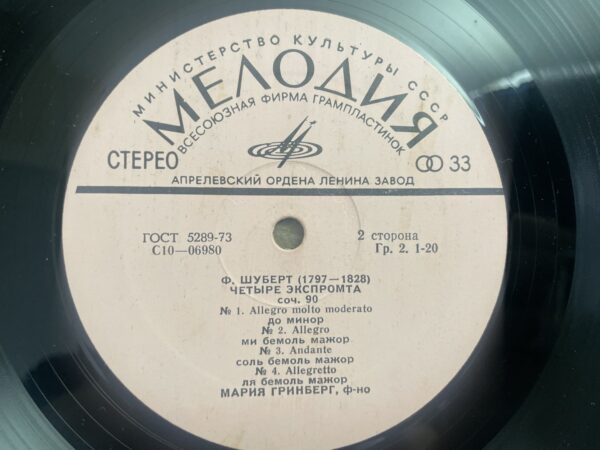 МИНИСТЕРСТВО КУЛЬТУРЫ СССР
МЕЛОДИЯ
ВСЕСОЮЗНАЯ ФИРМА ГРАМПЛАСТИНОК
СТЕРЕО 33
АПРЕЛЕВСКИЙ ОРДЕНА ЛЕНИНА ЗАВОД
ГОСТ 5289-73 2 сторона
С10—06980 Гр. 2. 1-20
Ф. ШУБЕРТ (1797—1828)
ЧЕТЫРЕ ЭКСПРОМТА
соч. 90
№ 1. Allegro molto moderato
до минор
№ 2. Allegro
ми бемоль мажор
№ 3. Andante
соль бемоль мажор
№ 4. Allegretto
ля бемоль мажор
МАРИЯ ГРИНБЕРГ, ф-но